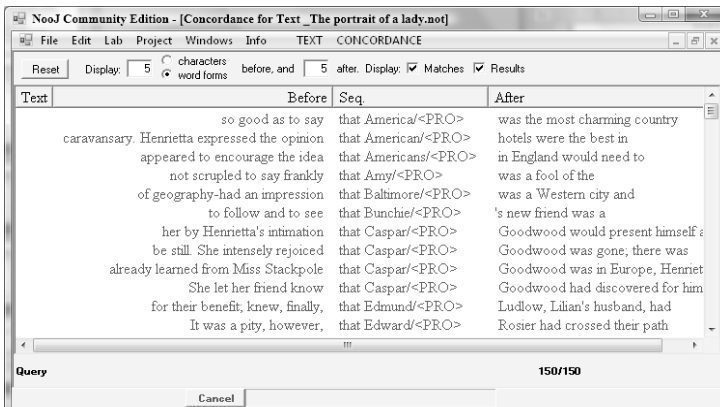 NooJ Community Edition - [Concordance for Text _The portrait of a lady.not]
File Edit Lab Project Windows Info TEXT CONCORDANCE
Reset Display: 5 characters word forms before, and 5 after. Display: Matches Results
Text Before Seq. After
so good as to say that America/<PRO> was the most charming country
caravansary. Henrietta expressed the opinion that American/<PRO> hotels were the best in
appeared to encourage the idea that Americans/<PRO> in England would need to
not scrupled to say frankly that Amy/<PRO> was a fool of the
of geography-had an impression that Baltimore/<PRO> was a Western city and
to follow and to see that Bunchie/<PRO> 's new friend was a
her by Henrietta's intimation that Caspar/<PRO> Goodwood would present himself a
be still. She intensely rejoiced that Caspar/<PRO> Goodwood was gone; there was
already learned from Miss Stackpole that Caspar/<PRO> Goodwood was in Europe, Henriet
She let her friend know that Caspar/<PRO> Goodwood had discovered for him
for their benefit; knew, finally, that Edmund/<PRO> Ludlow, Lilian's husband, had
It was a pity, however, that Edward/<PRO> Rosier had crossed their path
Query 150/150
Cancel